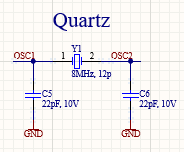 Quartz
OSC1 1 Y1 2 OSC2
8MHz, 12p
C5 C6
22pF, 10V 22pF, 10V
GND GND